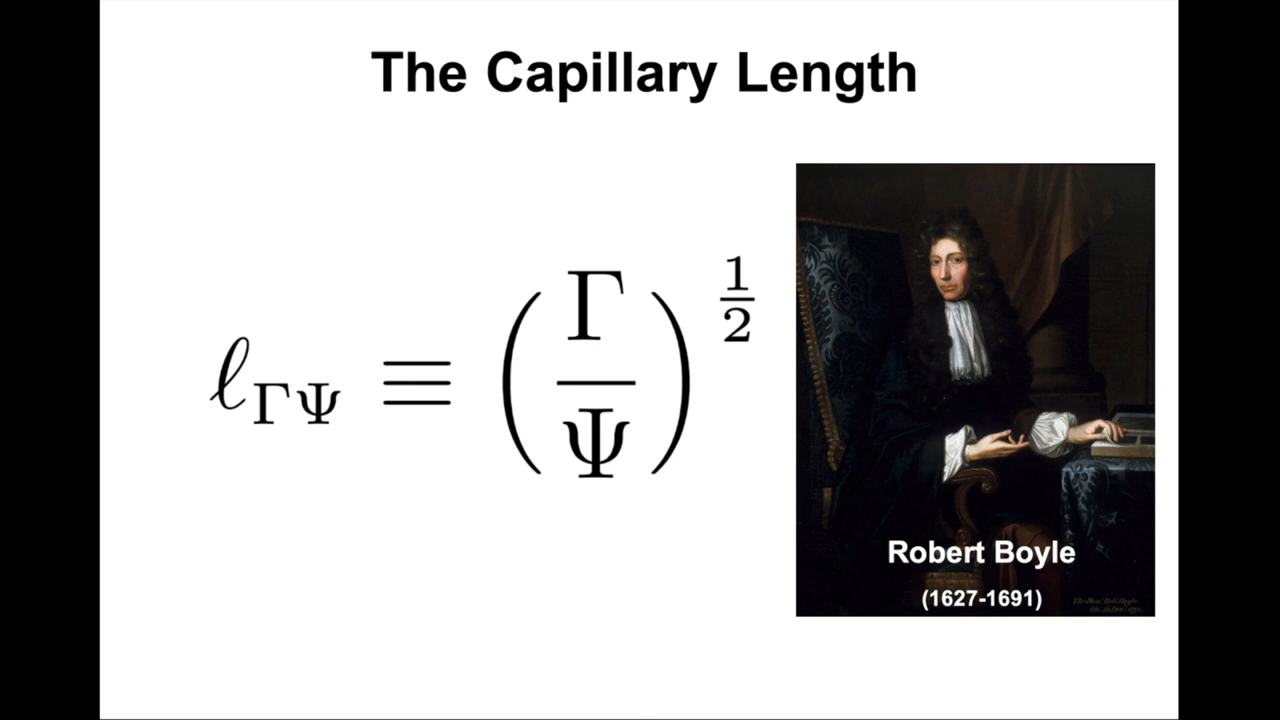 The Capillary Length
ℓ_ΓΨ ≡ (Γ/Ψ)^(1/2)
Robert Boyle
(1627-1691)